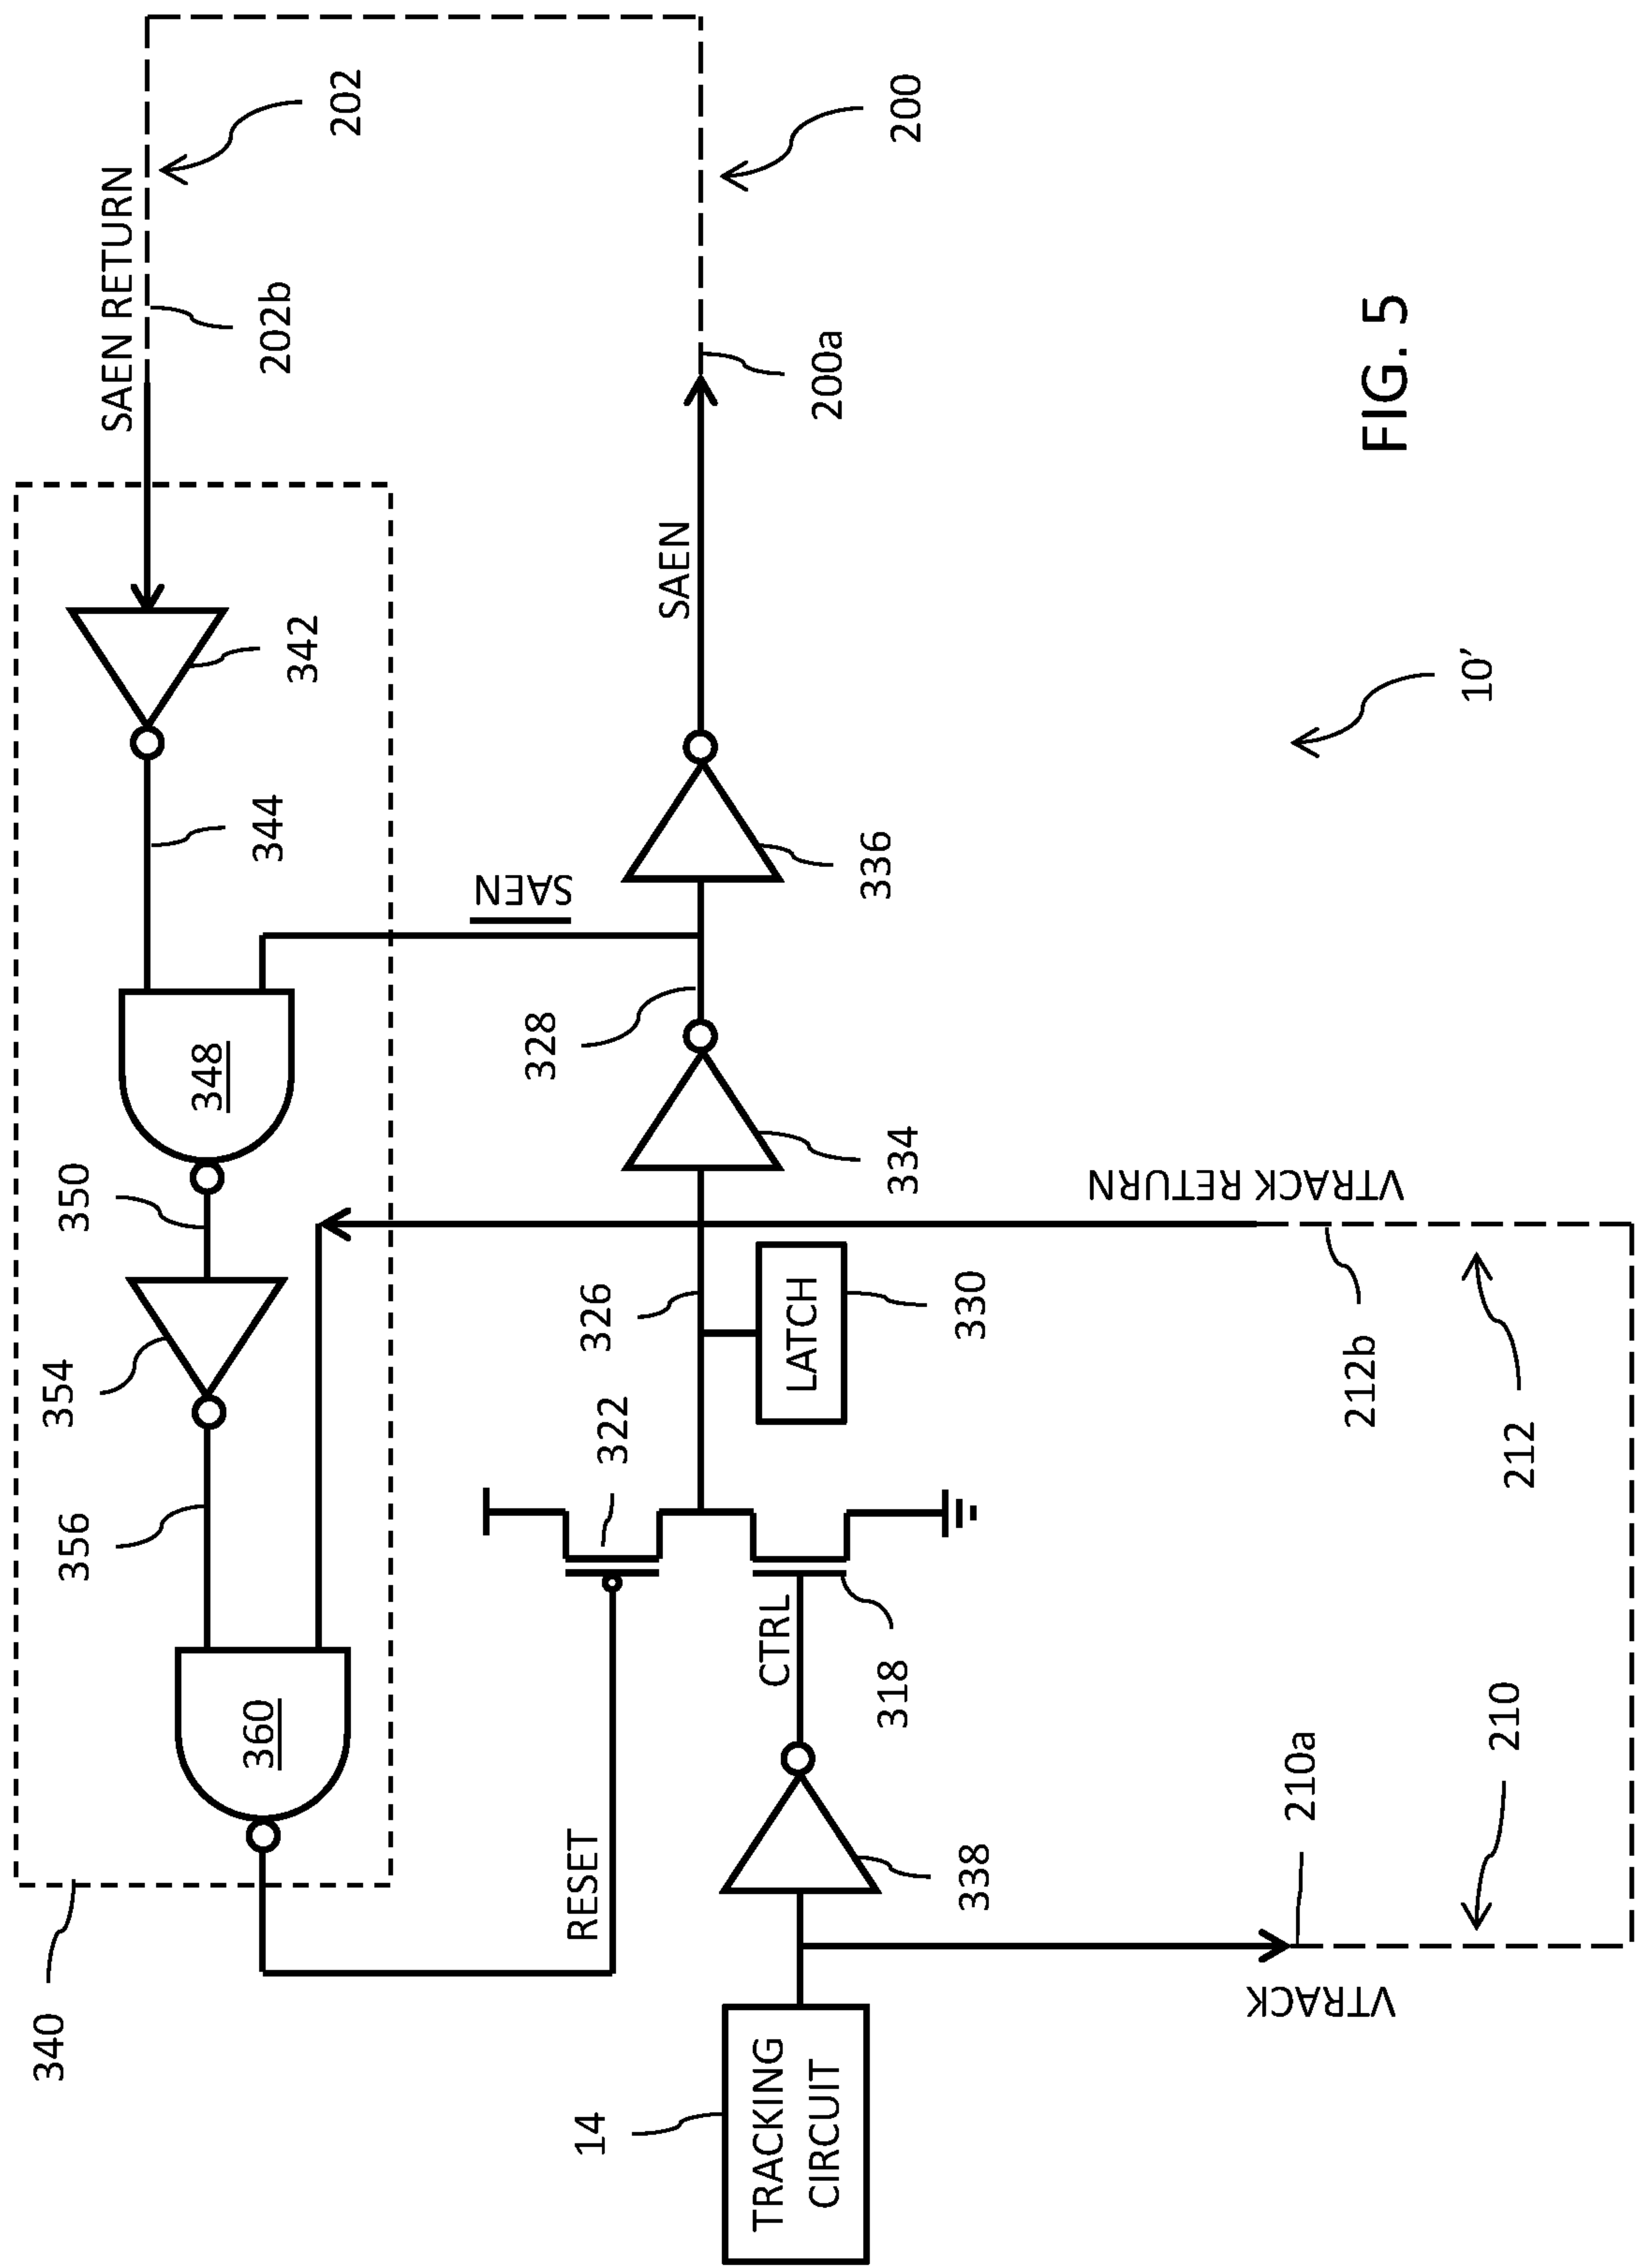 340
354
356
350
344
SAEN RETURN
202b
202
342
348
360
RESET
322
326
328
SAEN
SAEN
200a
200
336
334
LATCH
330
CTRL
318
338
14
TRACKING
CIRCUIT
VTRACK
210a
210
VTRACK RETURN
212b
212
10’
FIG. 5